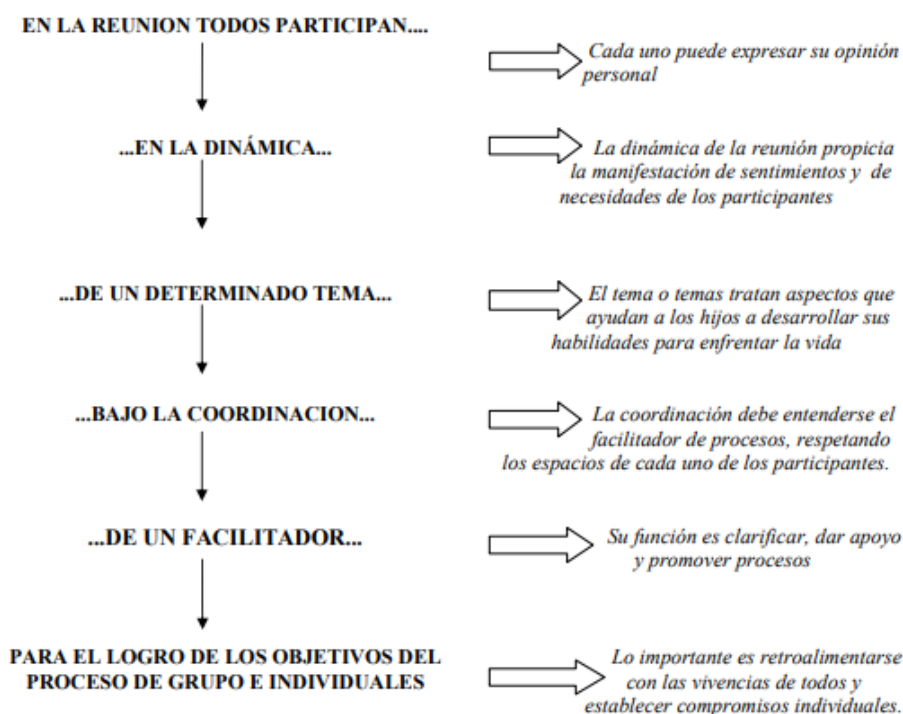 EN LA REUNION TODOS PARTICIPAN....
Cada uno puede expresar su opinión
personal
...EN LA DINÁMICA...
La dinámica de la reunión propicia
la manifestación de sentimientos y de
necesidades de los participantes
...DE UN DETERMINADO TEMA...
El tema o temas tratan aspectos que
ayudan a los hijos a desarrollar sus
habilidades para enfrentar la vida
...BAJO LA COORDINACION...
La coordinación debe entenderse el
facilitador de procesos, respetando
los espacios de cada uno de los participantes.
...DE UN FACILITADOR...
Su función es clarificar, dar apoyo
y promover procesos
PARA EL LOGRO DE LOS OBJETIVOS DEL
PROCESO DE GRUPO E INDIVIDUALES
Lo importante es retroalimentarse
con las vivencias de todos y
establecer compromisos individuales.